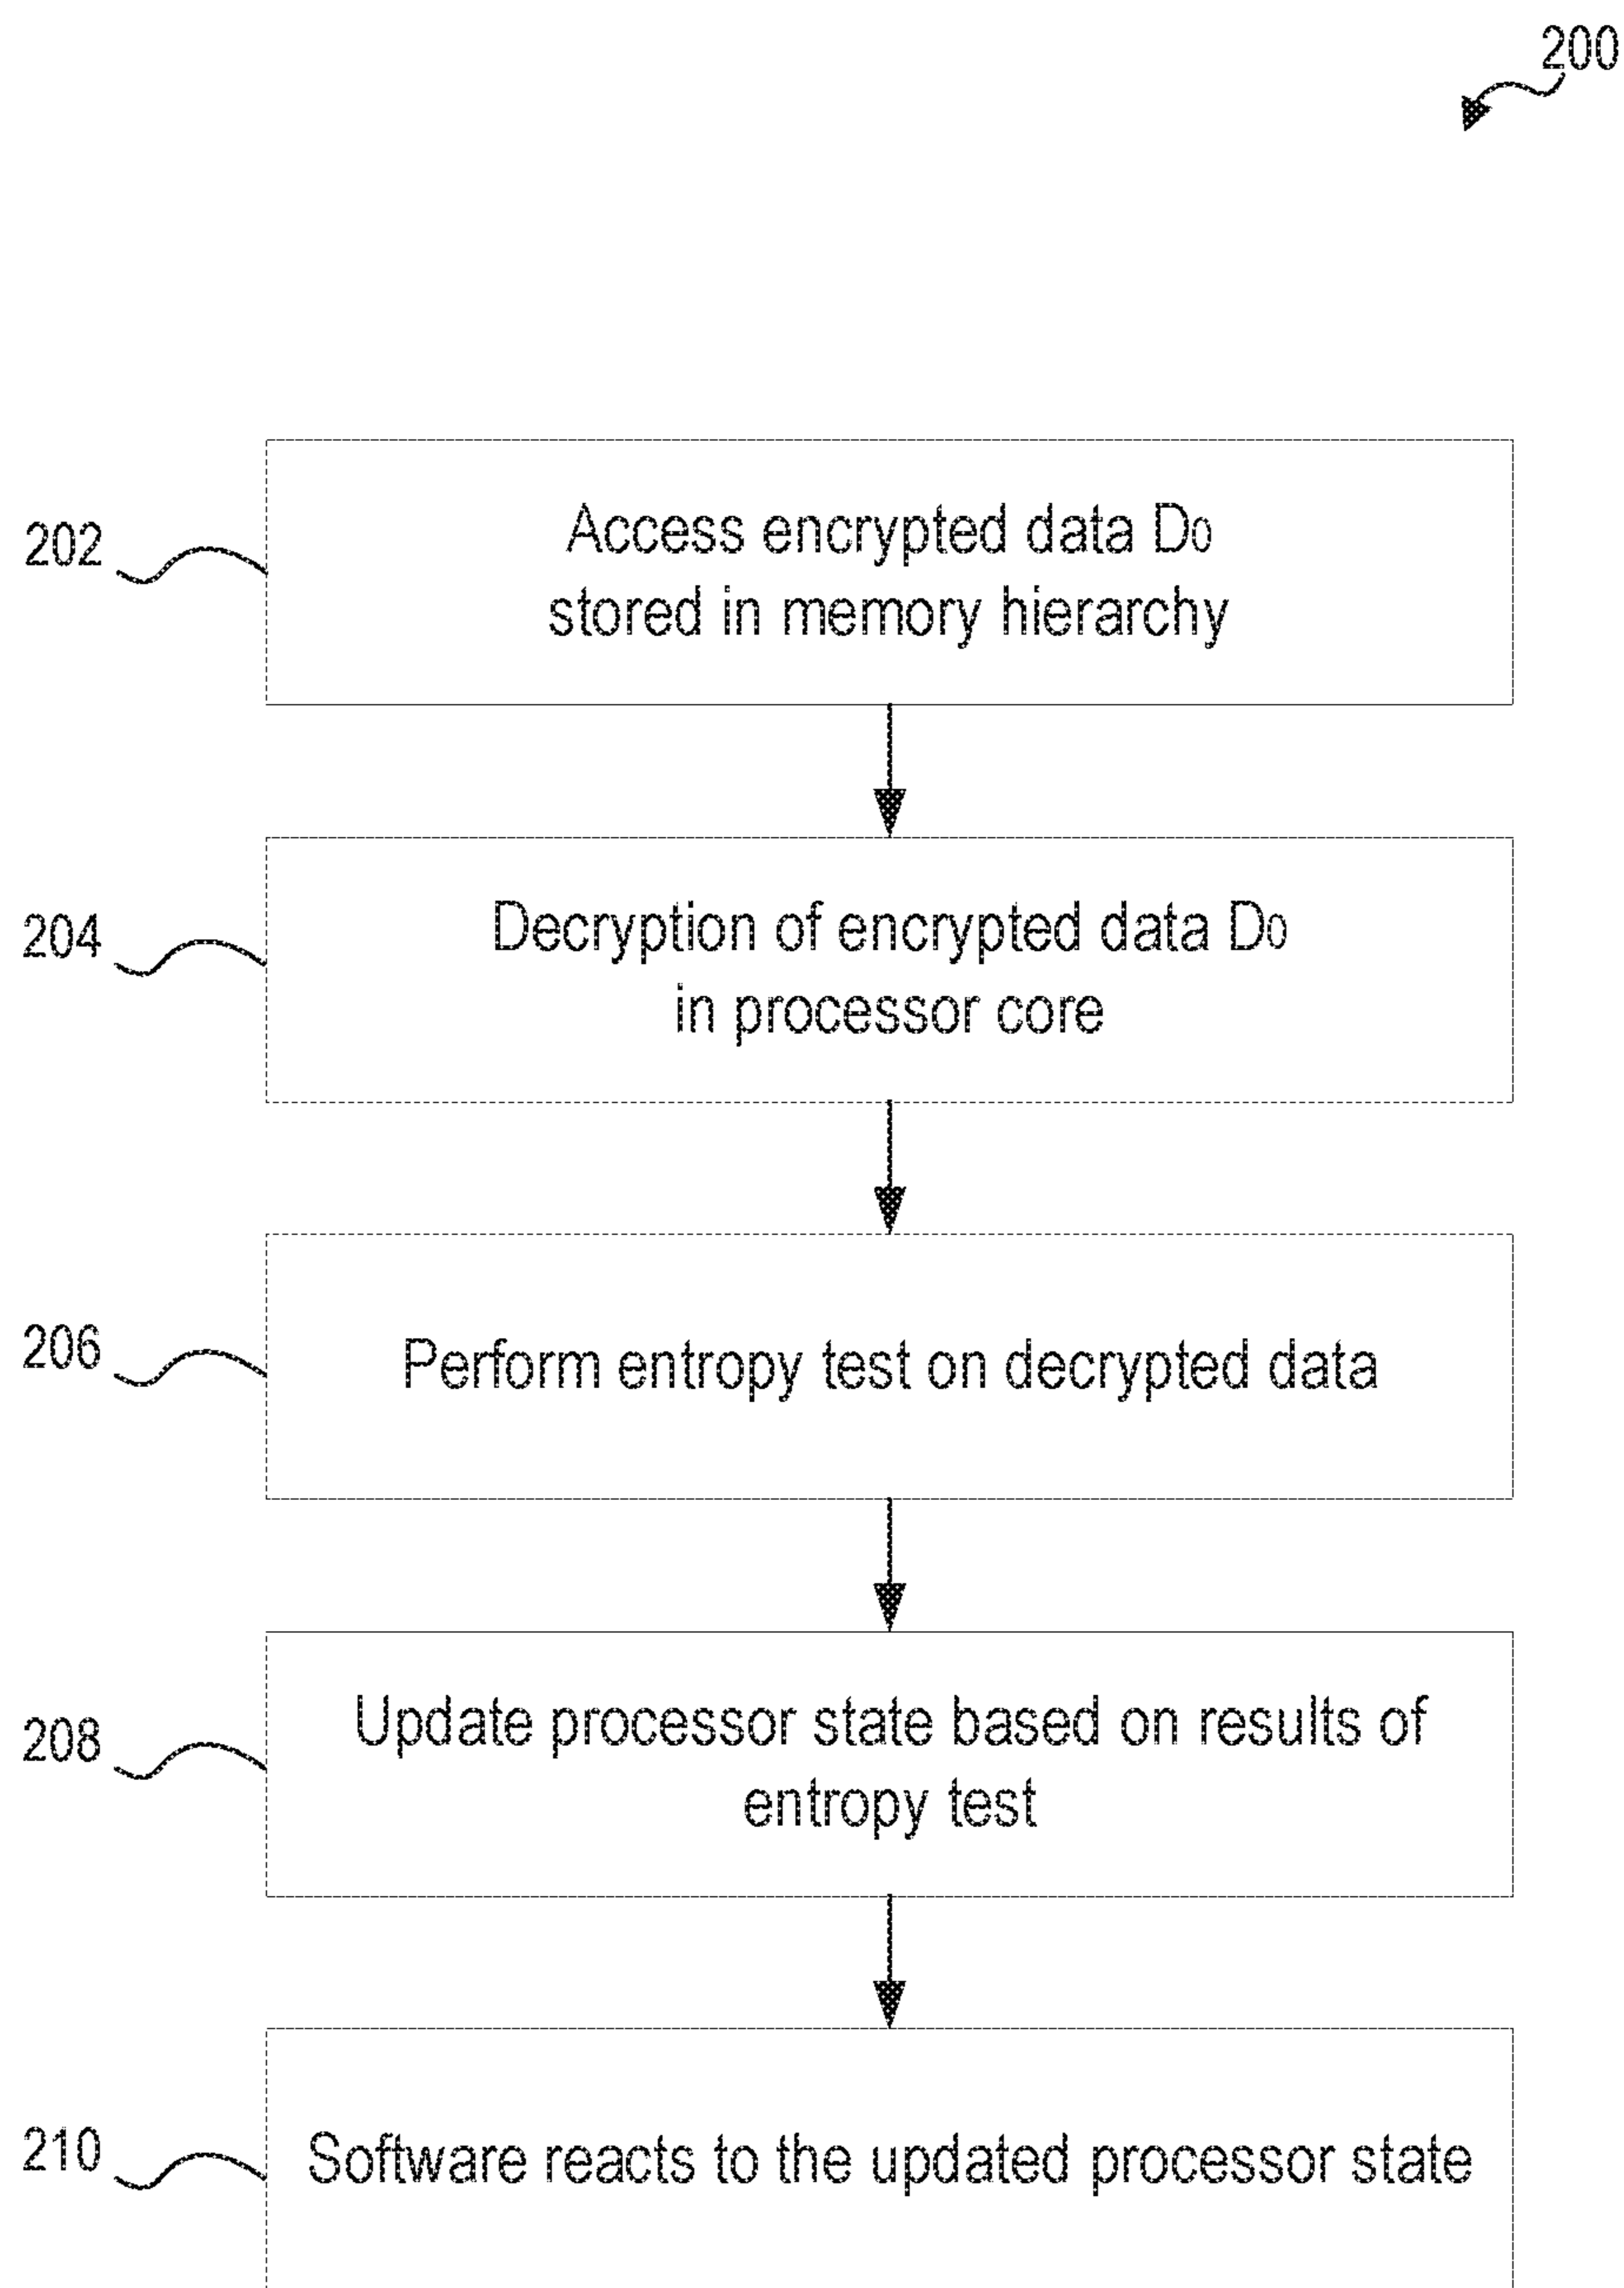 200
202
Access encrypted data D0
stored in memory hierarchy
204
Decryption of encrypted data D0
in processor core
206
Perform entropy test on decrypted data
208
Update processor state based on results of
entropy test
210
Software reacts to the updated processor state